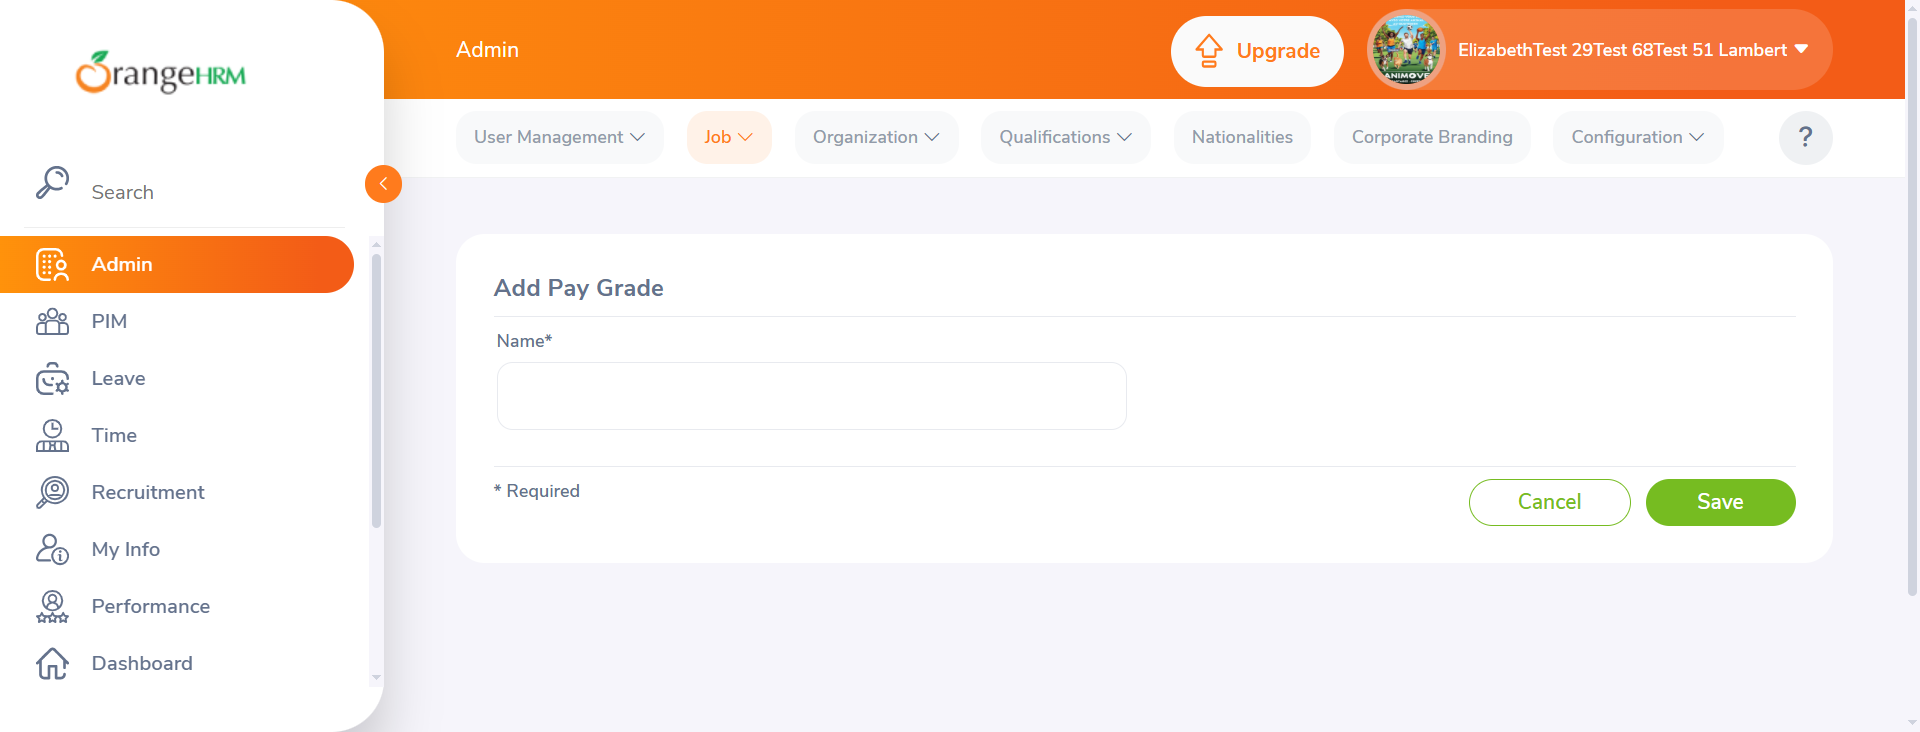 OrangeHRM
Admin
Upgrade
ANIMOVE
ElizabethTest 29Test 68Test 51 Lambert
User Management
Job
Organization
Qualifications
Nationalities
Corporate Branding
Configuration
?
Search
Admin
PIM
Leave
Time
Recruitment
My Info
Performance
Dashboard
Add Pay Grade
Name*
* Required
Cancel
Save